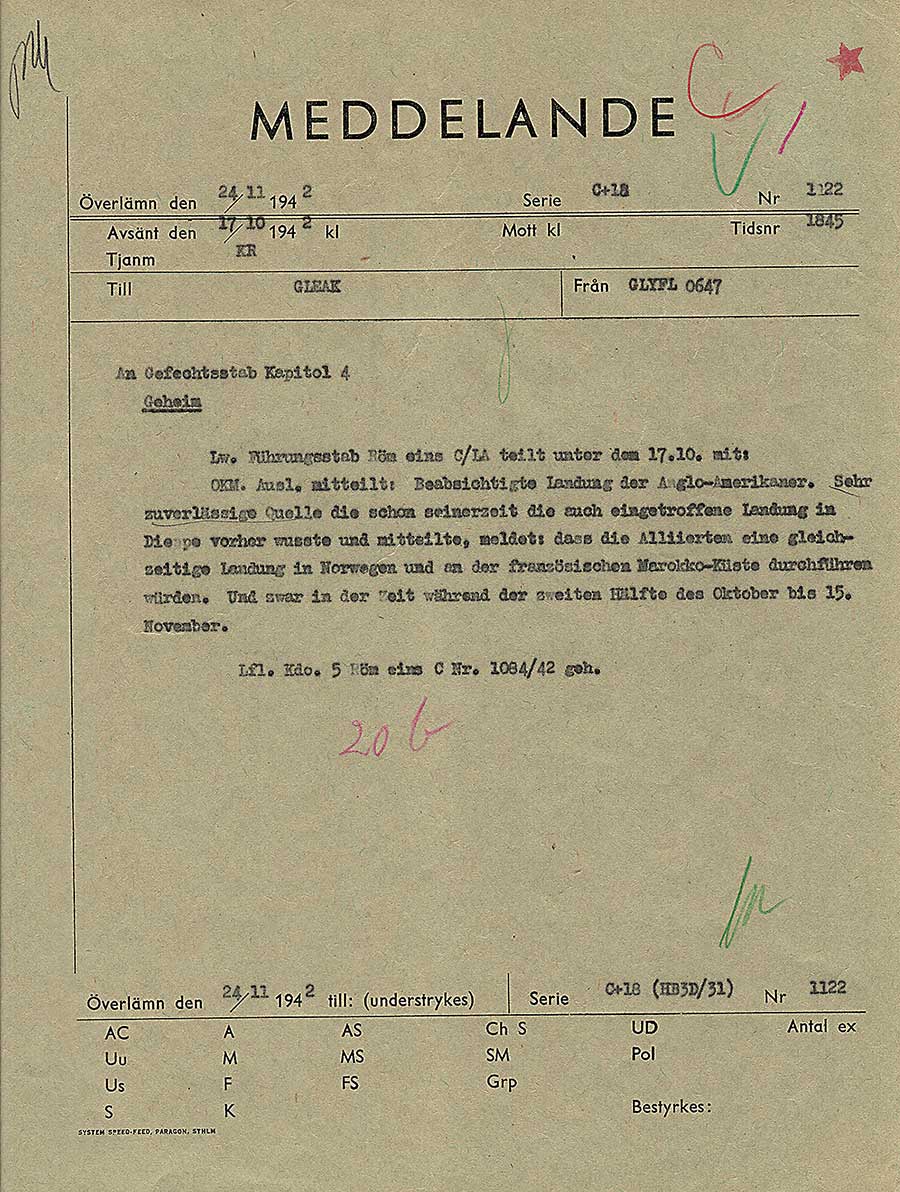 MEDDELANDE
Överlämn den 24/11 1942 Serie C+18 Nr 1122
Avsänt den 17/10 1942 kl Mott kl Tidsnr 1845
Tjanm KR
Till GLEAK Från GLYFL 0647
An Gefechtsstab Kapitol 4
Geheim
Lw. Führungsstab Röm eins C/LA teilt unter dem 17.10. mit:
OKM. Ausl. mitteilt: Beabsichtigte Landung der Anglo-Amerikaner. Sehr
zuverlässige Quelle die schon seinerzeit die auch eingetroffene Landung in
Dieppe vorher wusste und mitteilte, meldet: dass die Alliierten eine gleich-
zeitige Landung in Norwegen und an der französischen Marokko-Küste durchführen
würden. Und zwar in der Zeit während der zweiten Hälfte des Oktober bis 15.
November.
Lfl. Kdo. 5 Röm eins C Nr. 1084/42 geh.
20 b
Överlämn den 24/11 1942 till: (understrykes) Serie C+18 (HB3D/31) Nr 1122
AC A AS Ch S UD Antal ex
Uu M MS SM Pol
Us F FS Grp
S K Bestyrkes:
SYSTEM SPEED-FEED, PARAGON, STHLM